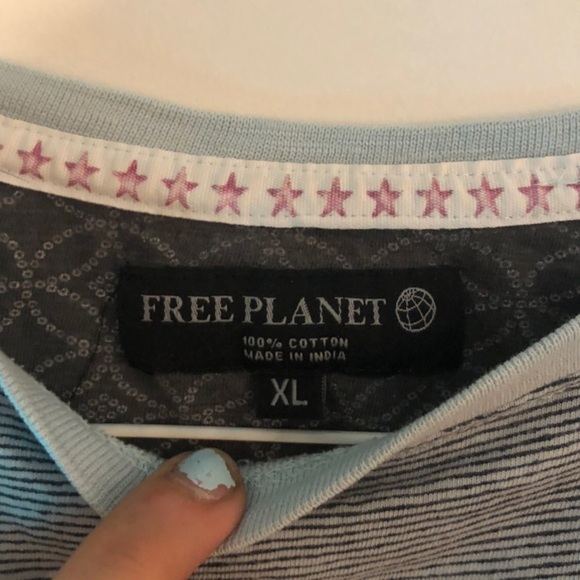 FREE PLANET
100% COTTON
MADE IN INDIA
XL